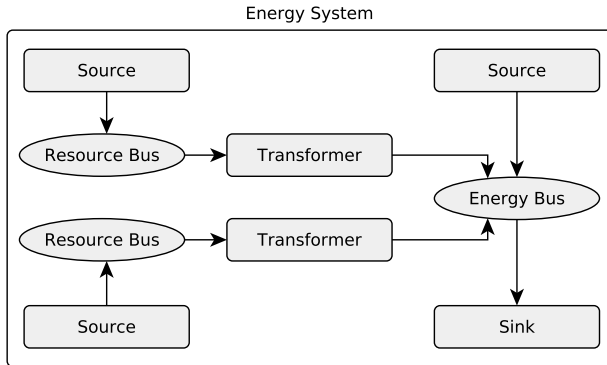 Energy System
Source
Source
Resource Bus
Transformer
Energy Bus
Resource Bus
Transformer
Source
Sink